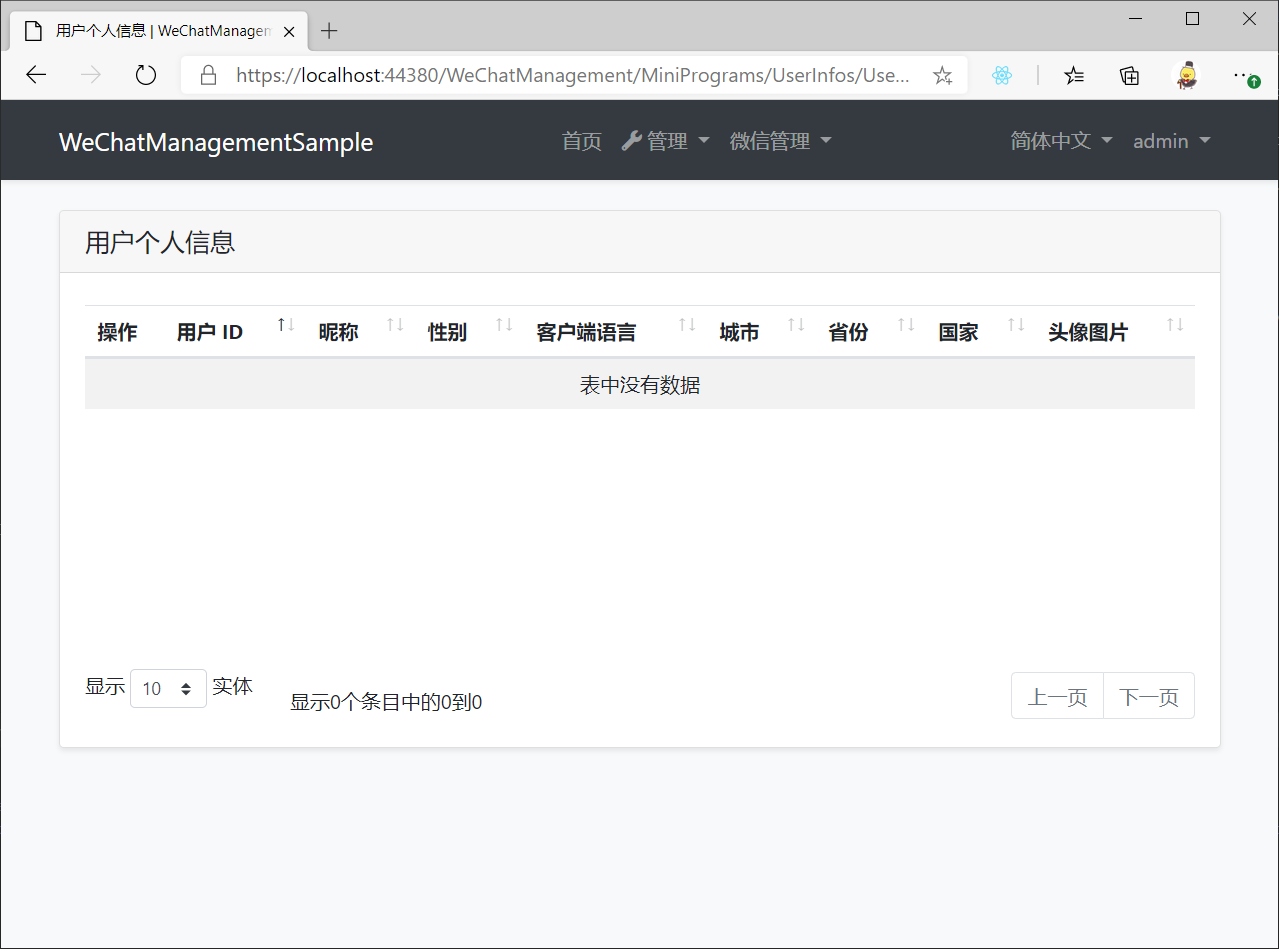 用户个人信息 | WeChatManagen
https://localhost:44380/WeChatManagement/MiniPrograms/UserInfos/Use...
WeChatManagementSample 首页 管理 微信管理 简体中文 admin
用户个人信息
操作 用户 ID 昵称 性别 客户端语言 城市 省份 国家 头像图片
表中没有数据
显示 10 实体 显示0个条目中的0到0 上一页 下一页